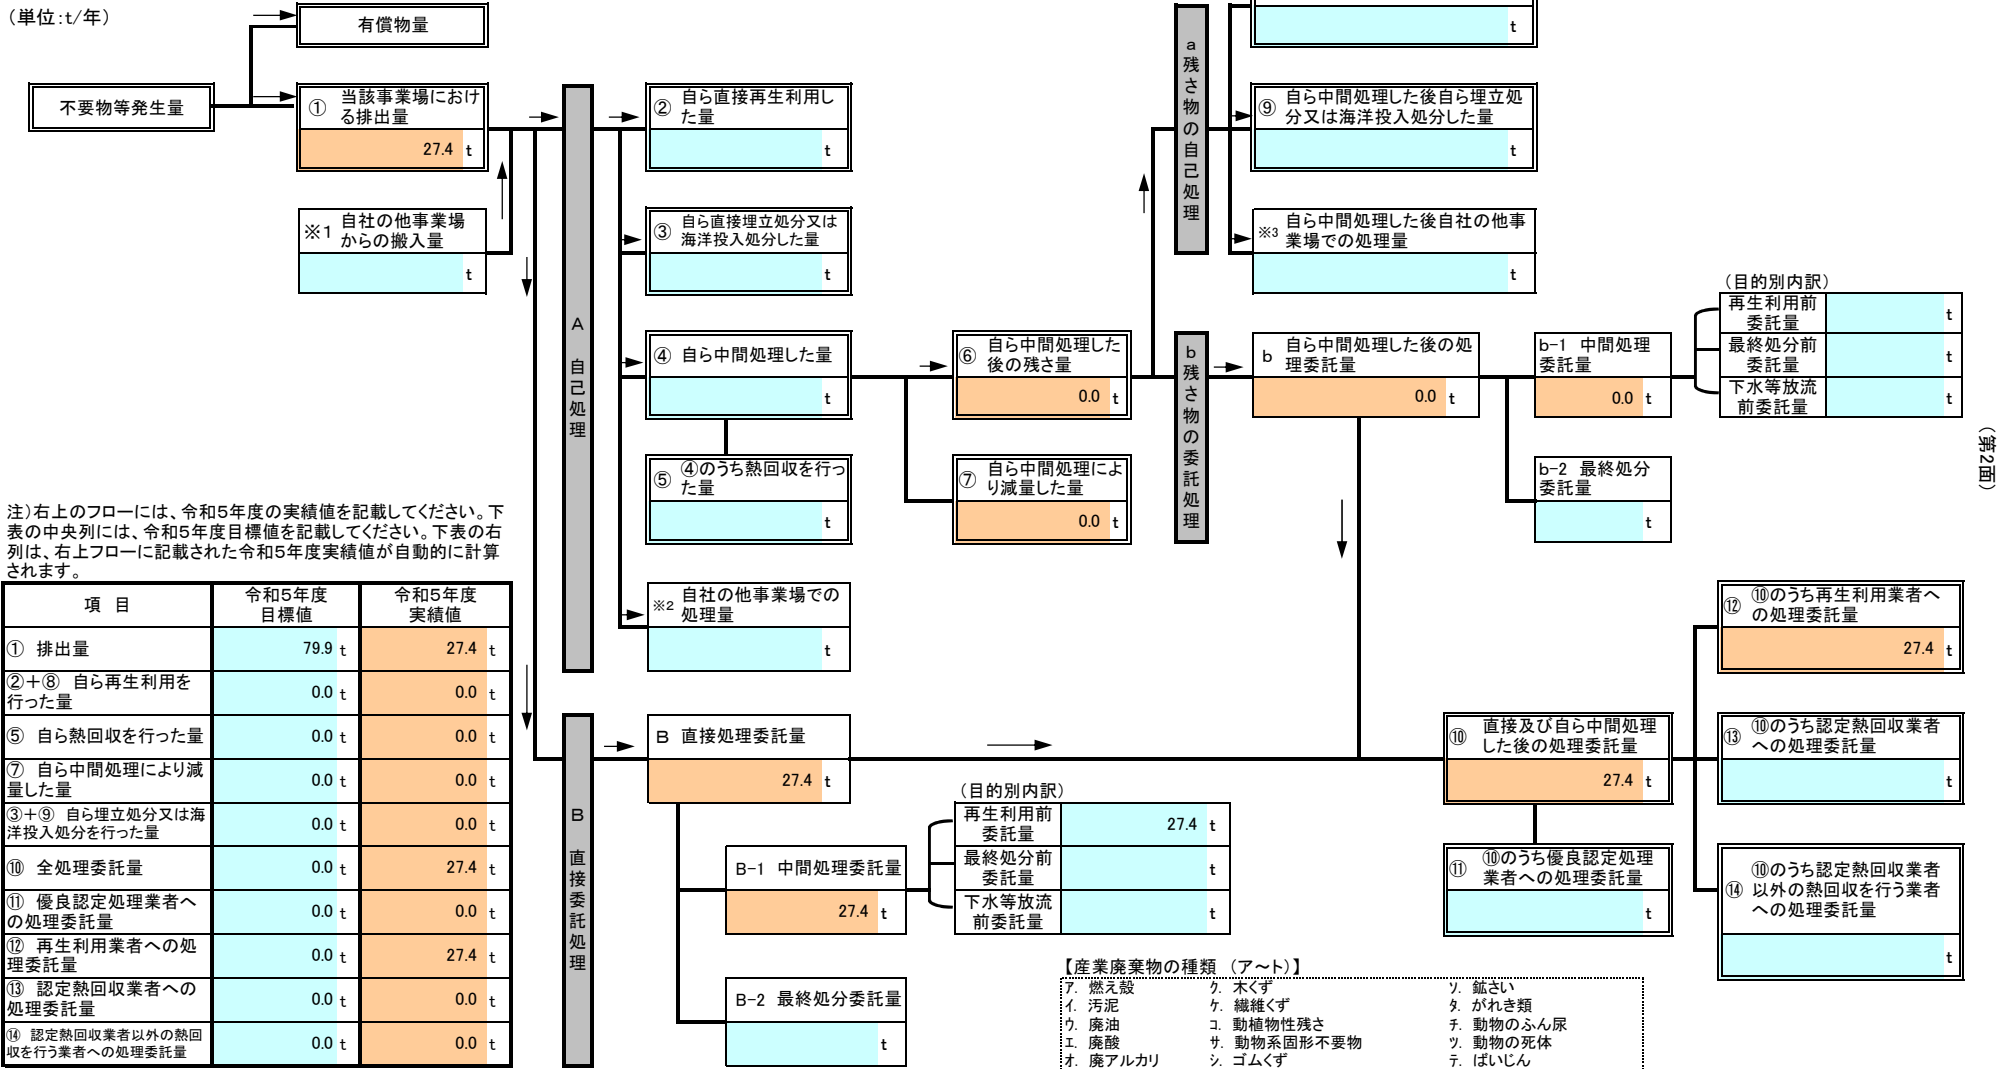 （単位：t/年）
有償物量
t
不要物等発生量
① 当該事業場におけ
る排出量
27.4 t
※1 自社の他事業場
からの搬入量
t
A 自己処理
② 自ら直接再生利用し
た量
t
③ 自ら直接埋立処分又は
海洋投入処分した量
t
④ 自ら中間処理した量
t
⑤ ④のうち熱回収を行っ
た量
t
※2 自社の他事業場での
処理量
t
⑥ 自ら中間処理した
後の残さ量
0.0 t
⑦ 自ら中間処理によ
り減量した量
0.0 t
a 残さ物の自己処理
⑨ 自ら中間処理した後自ら埋立処
分又は海洋投入処分した量
t
※3 自ら中間処理した後自社の他事
業場での処理量
t
b 残さ物の委託処理
b 自ら中間処理した後の処
理委託量
0.0 t
b-1 中間処理
委託量
0.0 t
b-2 最終処分
委託量
t
（目的別内訳）
再生利用前
委託量
t
最終処分前
委託量
t
下水等放流
前委託量
t
（第2面）
注）右上のフローには、令和5年度の実績値を記載してください。下
表の中央列には、令和5年度目標値を記載してください。下表の右
列は、右上フローに記載された令和5年度実績値が自動的に計算
されます。
項 目 令和5年度
目標値 令和5年度
実績値
① 排出量 79.9 t 27.4 t
②＋⑧ 自ら再生利用を
行った量 0.0 t 0.0 t
⑤ 自ら熱回収を行った量 0.0 t 0.0 t
⑦ 自ら中間処理により減
量した量 0.0 t 0.0 t
③＋⑨ 自ら埋立処分又は海
洋投入処分を行った量 0.0 t 0.0 t
⑩ 全処理委託量 0.0 t 27.4 t
⑪ 優良認定処理業者へ
の処理委託量 0.0 t 0.0 t
⑫ 再生利用業者への処
理委託量 0.0 t 27.4 t
⑬ 認定熱回収業者への
処理委託量 0.0 t 0.0 t
⑭ 認定熱回収業者以外の熱回
収を行う業者への処理委託量 0.0 t 0.0 t
B 直接委託処理
B 直接処理委託量
27.4 t
B-1 中間処理委託量
27.4 t
B-2 最終処分委託量
t
（目的別内訳）
再生利用前
委託量
27.4 t
最終処分前
委託量
t
下水等放流
前委託量
t
⑩ 直接及び自ら中間処理
した後の処理委託量
27.4 t
⑪ ⑩のうち優良認定処理
業者への処理委託量
t
⑫ ⑩のうち再生利用業者へ
の処理委託量
27.4 t
⑬ ⑩のうち認定熱回収業者
への処理委託量
t
⑭ ⑩のうち認定熱回収業者
以外の熱回収を行う業者
への処理委託量
t
【産業廃棄物の種類 （ア～ト）】
ア. 燃え殻 ク. 木くず ソ. 鉱さい
イ. 汚泥 ケ. 繊維くず タ. がれき類
ウ. 廃油 コ. 動植物性残さ チ. 動物のふん尿
エ. 廃酸 サ. 動物系固形不要物 ツ. 動物の死体
オ. 廃アルカリ シ. ゴムくず テ. ばいじん